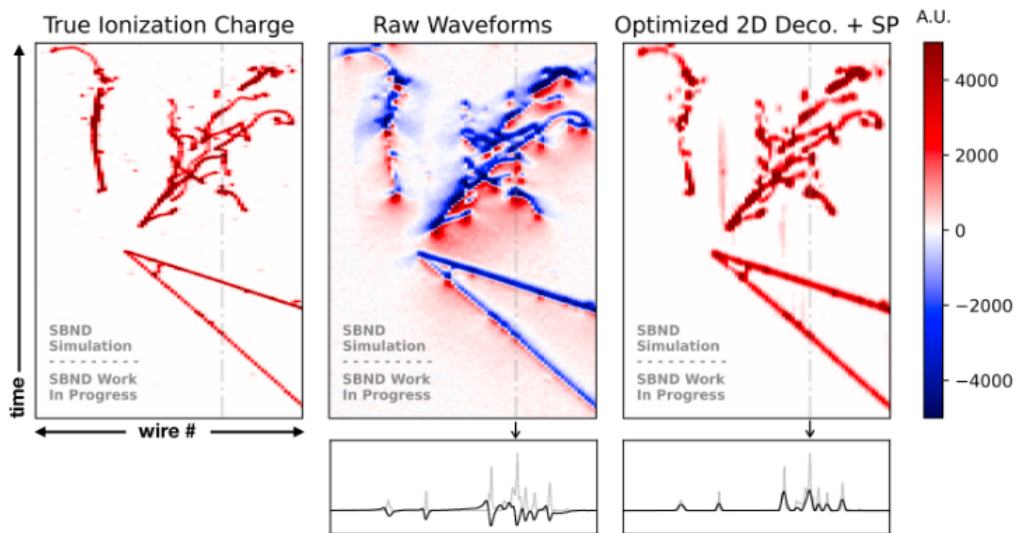 True Ionization Charge
Raw Waveforms
Optimized 2D Deco. + SP
A.U.
4000
2000
0
−2000
−4000
time
wire #
SBND
Simulation
SBND Work
In Progress
SBND
Simulation
SBND Work
In Progress
SBND
Simulation
SBND Work
In Progress